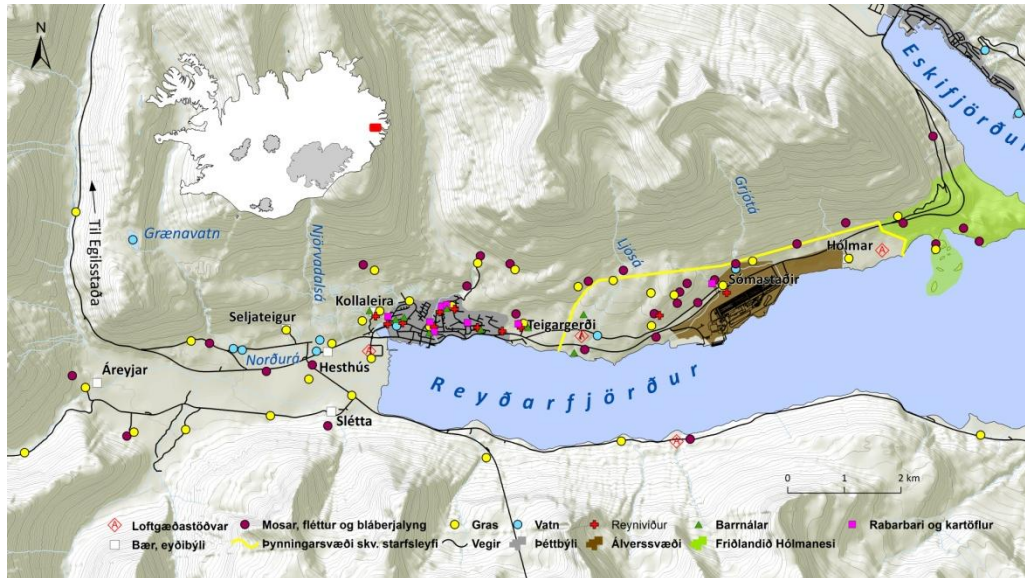 N
Eskifjörður
Til Egilsstaða
Grænavatn
Njörvadalsá
Ljósá
Grjótá
Hólmar
Sómastaðir
Kollaleira
Seljateigur
Teigargerði
Norðurá
Hesthús
Áreyjar
Reyðarfjörður
Slétta
0 1 2 km
Loftgæðastöðvar Mosar, fléttur og bláberjalyng Gras Vatn Reyniviður Barrnálar Rabarbari og kartöflur
Bær, eyðibýli Þynningarsvæði skv. starfsleyfi Vegir Þéttbýli Álverssvæði Friðlandið Hólmanesi